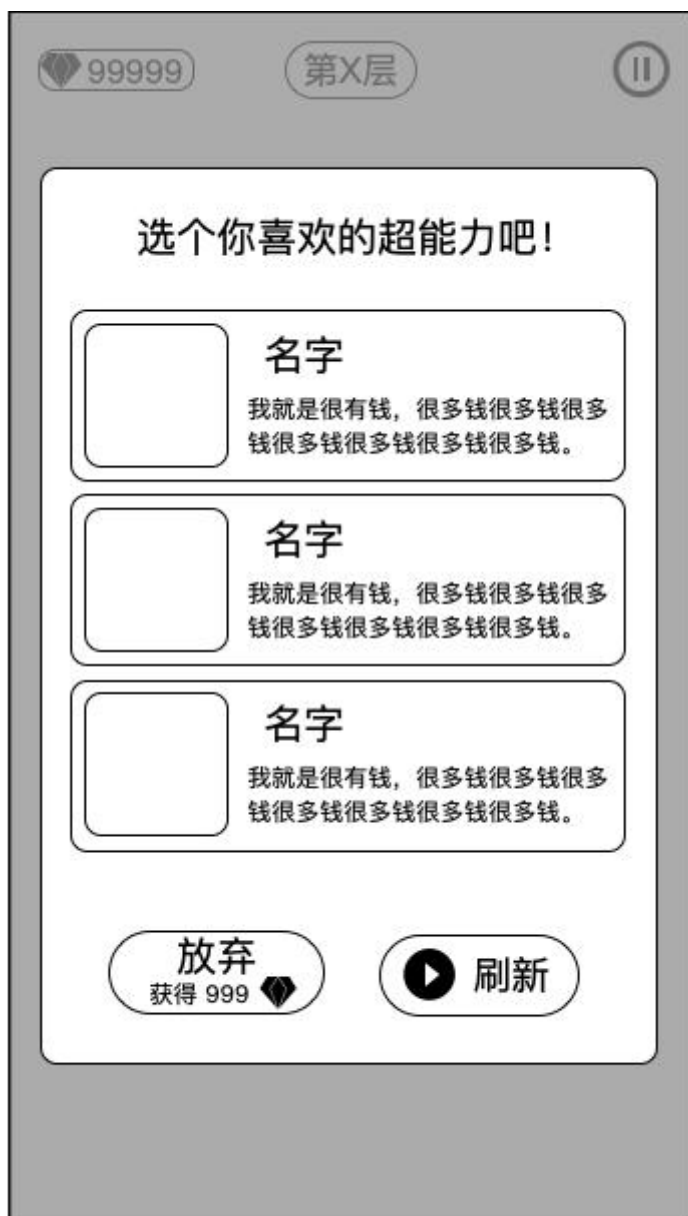 99999
第X层
选个你喜欢的超能力吧！
名字
我就是很有钱，很多钱很多钱很多
钱很多钱很多钱很多钱很多钱。
名字
我就是很有钱，很多钱很多钱很多
钱很多钱很多钱很多钱很多钱。
名字
我就是很有钱，很多钱很多钱很多
钱很多钱很多钱很多钱很多钱。
放弃
获得 999
刷新